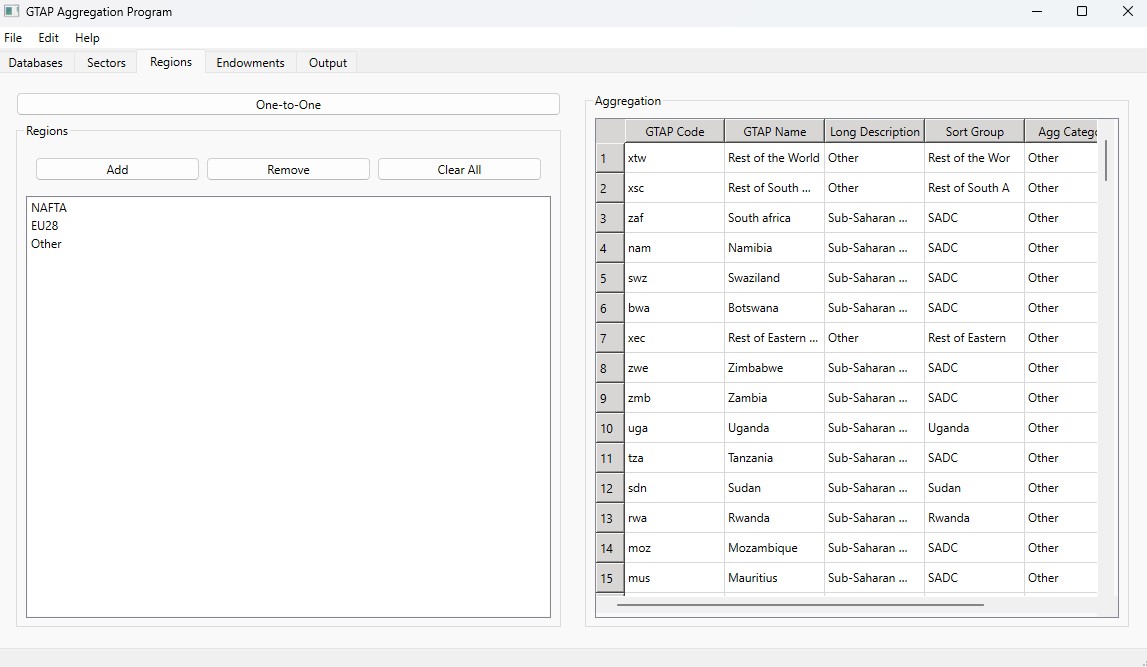 GTAP Aggregation Program
File Edit Help
Databases Sectors Regions Endowments Output
One-to-One
Regions
Add Remove Clear All
NAFTA
EU28
Other
Aggregation
GTAP Code GTAP Name Long Description Sort Group Agg Catego
1 xtw Rest of the World Other Rest of the Wor Other
2 xsc Rest of South ... Other Rest of South A Other
3 zaf South africa Sub-Saharan ... SADC Other
4 nam Namibia Sub-Saharan ... SADC Other
5 swz Swaziland Sub-Saharan ... SADC Other
6 bwa Botswana Sub-Saharan ... SADC Other
7 xec Rest of Eastern ... Other Rest of Eastern Other
8 zwe Zimbabwe Sub-Saharan ... SADC Other
9 zmb Zambia Sub-Saharan ... SADC Other
10 uga Uganda Sub-Saharan ... Uganda Other
11 tza Tanzania Sub-Saharan ... SADC Other
12 sdn Sudan Sub-Saharan ... Sudan Other
13 rwa Rwanda Sub-Saharan ... Rwanda Other
14 moz Mozambique Sub-Saharan ... SADC Other
15 mus Mauritius Sub-Saharan ... SADC Other